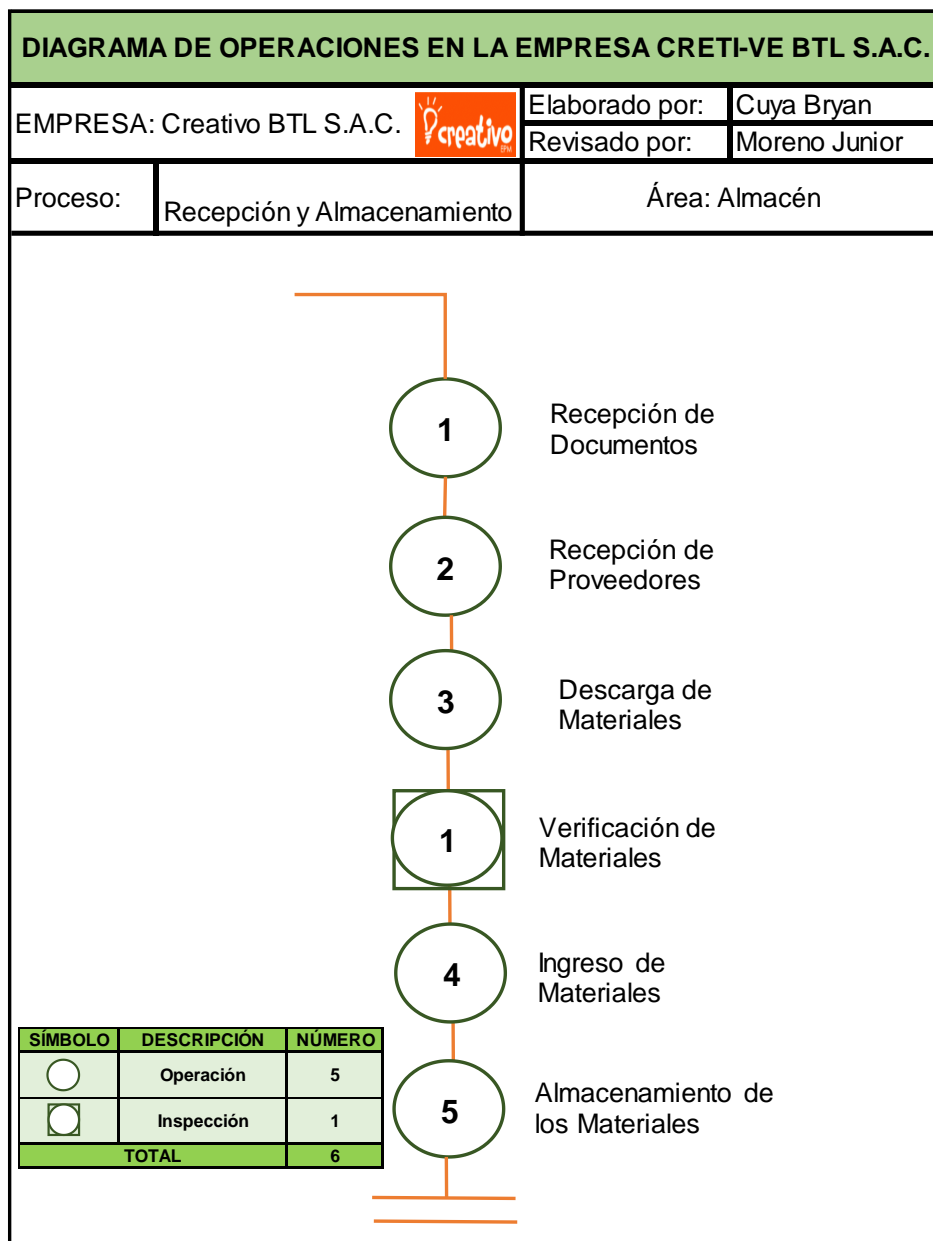 DIAGRAMA DE OPERACIONES EN LA EMPRESA CRETI-VE BTL S.A.C.
EMPRESA: Creativo BTL S.A.C.
creativo
Elaborado por:
Cuya Bryan
Revisado por:
Moreno Junior
Proceso:
Recepción y Almacenamiento
Área: Almacén
1
Recepción de
Documentos
2
Recepción de
Proveedores
3
Descarga de
Materiales
1
Verificación de
Materiales
4
Ingreso de
Materiales
5
Almacenamiento de
los Materiales
SÍMBOLO DESCRIPCIÓN NÚMERO
Operación 5
Inspección 1
TOTAL 6